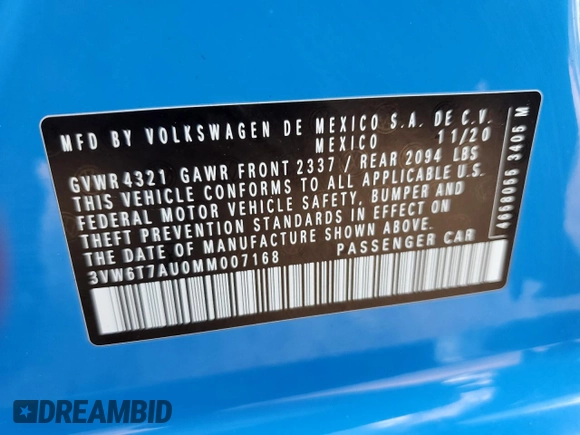 MFD BY VOLKSWAGEN DE MEXICO S.A. DE C.V.
MEXICO 11/20
GVWR 4321 GAWR FRONT 2337 / REAR 2094 LBS
THIS VEHICLE CONFORMS TO ALL APPLICABLE U.S.
FEDERAL MOTOR VEHICLE SAFETY, BUMPER AND
THEFT PREVENTION STANDARDS IN EFFECT ON
THE DATE OF MANUFACTURE SHOWN ABOVE.
3VW6T7AU0MM007168 PASSENGER CAR
3405 M
DREAMBID